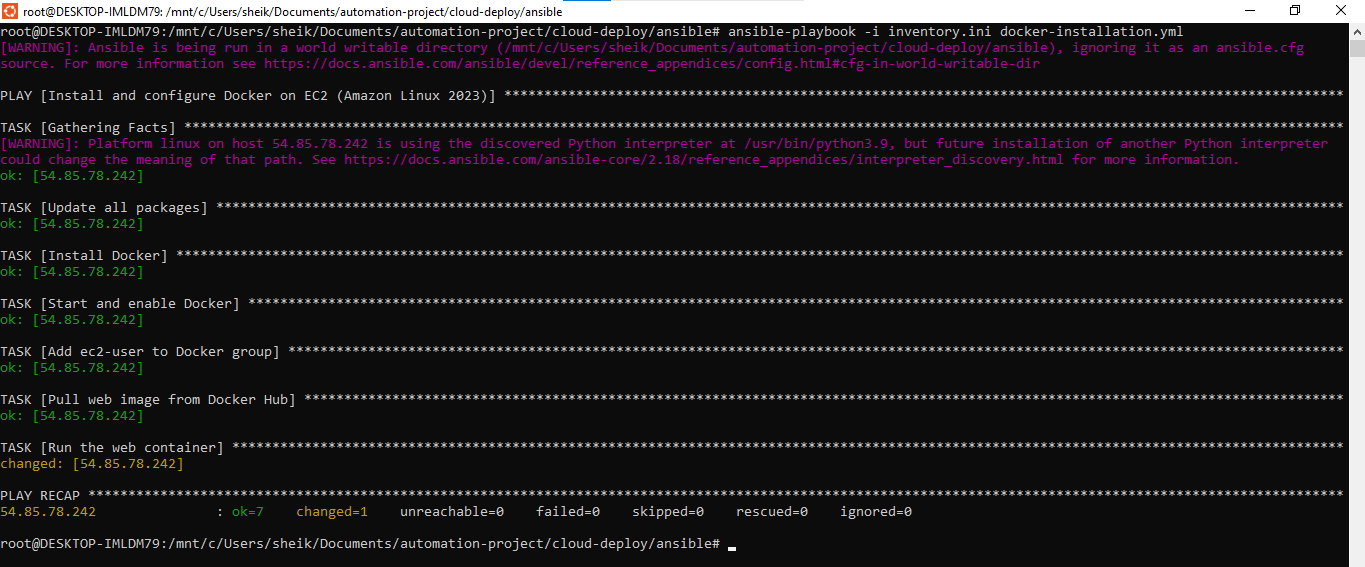 root@DESKTOP-IMLDM79: /mnt/c/Users/sheik/Documents/automation-project/cloud-deploy/ansible
root@DESKTOP-IMLDM79:/mnt/c/Users/sheik/Documents/automation-project/cloud-deploy/ansible# ansible-playbook -i inventory.ini docker-installation.yml
[WARNING]: Ansible is being run in a world writable directory (/mnt/c/Users/sheik/Documents/automation-project/cloud-deploy/ansible), ignoring it as an ansible.cfg
source. For more information see https://docs.ansible.com/ansible/devel/reference_appendices/config.html#cfg-in-world-writable-dir
PLAY [Install and configure Docker on EC2 (Amazon Linux 2023)] *********************************************************************************************************
TASK [Gathering Facts] *************************************************************************************************************************************************
[WARNING]: Platform linux on host 54.85.78.242 is using the discovered Python interpreter at /usr/bin/python3.9, but future installation of another Python interpreter
could change the meaning of that path. See https://docs.ansible.com/ansible-core/2.18/reference_appendices/interpreter_discovery.html for more information.
ok: [54.85.78.242]
TASK [Update all packages] *********************************************************************************************************************************************
ok: [54.85.78.242]
TASK [Install Docker] **************************************************************************************************************************************************
ok: [54.85.78.242]
TASK [Start and enable Docker] *****************************************************************************************************************************************
ok: [54.85.78.242]
TASK [Add ec2-user to Docker group] ************************************************************************************************************************************
ok: [54.85.78.242]
TASK [Pull web image from Docker Hub] **********************************************************************************************************************************
ok: [54.85.78.242]
TASK [Run the web container] *******************************************************************************************************************************************
changed: [54.85.78.242]
PLAY RECAP *************************************************************************************************************************************************************
54.85.78.242               : ok=7    changed=1    unreachable=0    failed=0    skipped=0    rescued=0    ignored=0
root@DESKTOP-IMLDM79:/mnt/c/Users/sheik/Documents/automation-project/cloud-deploy/ansible#